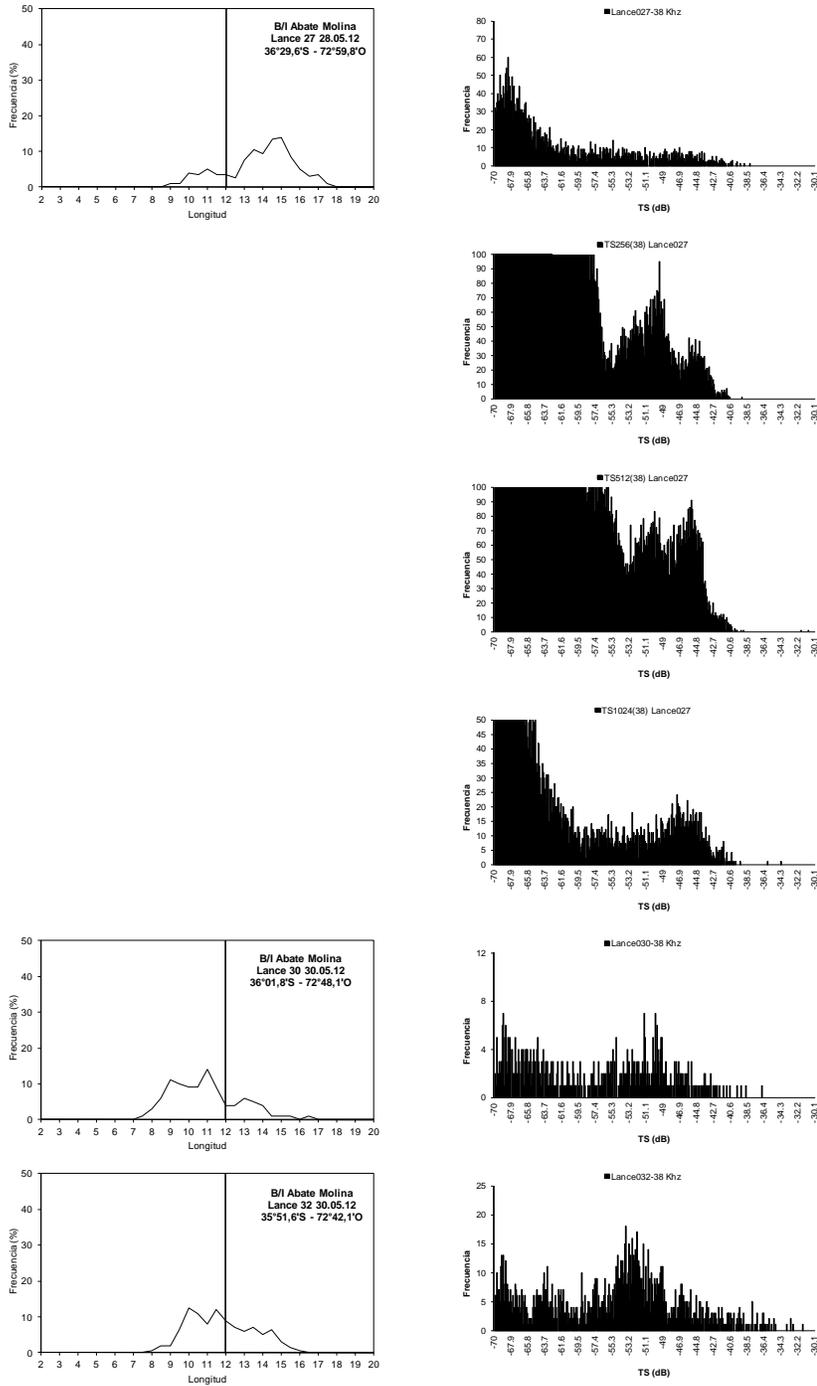 B/I Abate Molina
Lance 27 28.05.12
36°29,6'S - 72°59,8'O
Frecuencia (%)
50
40
30
20
10
0
2 3 4 5 6 7 8 9 10 11 12 13 14 15 16 17 18 19 20
Longitud
Lance027-38 Khz
Frecuencia
80
70
60
50
40
30
20
10
0
-70 -67.9 -65.8 -63.7 -61.6 -59.5 -57.4 -55.3 -53.2 -51.1 -49 -46.9 -44.8 -42.7 -40.6 -38.5 -36.4 -34.3 -32.2 -30.1
TS (dB)
TS256(38) Lance027
Frecuencia
100
90
80
70
60
50
40
30
20
10
0
-70 -67.9 -65.8 -63.7 -61.6 -59.5 -57.4 -55.3 -53.2 -51.1 -49 -46.9 -44.8 -42.7 -40.6 -38.5 -36.4 -34.3 -32.2 -30.1
TS (dB)
TS512(38) Lance027
Frecuencia
100
90
80
70
60
50
40
30
20
10
0
-70 -67.9 -65.8 -63.7 -61.6 -59.5 -57.4 -55.3 -53.2 -51.1 -49 -46.9 -44.8 -42.7 -40.6 -38.5 -36.4 -34.3 -32.2 -30.1
TS (dB)
TS1024(38) Lance027
Frecuencia
50
45
40
35
30
25
20
15
10
5
0
-70 -67.9 -65.8 -63.7 -61.6 -59.5 -57.4 -55.3 -53.2 -51.1 -49 -46.9 -44.8 -42.7 -40.6 -38.5 -36.4 -34.3 -32.2 -30.1
TS (dB)
B/I Abate Molina
Lance 30 30.05.12
36°01,8'S - 72°48,1'O
Frecuencia (%)
50
40
30
20
10
0
2 3 4 5 6 7 8 9 10 11 12 13 14 15 16 17 18 19 20
Longitud
Lance030-38 Khz
Frecuencia
12
8
4
0
-70 -67.9 -65.8 -63.7 -61.6 -59.5 -57.4 -55.3 -53.2 -51.1 -49 -46.9 -44.8 -42.7 -40.6 -38.5 -36.4 -34.3 -32.2 -30.1
TS (dB)
B/I Abate Molina
Lance 32 30.05.12
35°51,6'S - 72°42,1'O
Frecuencia (%)
50
40
30
20
10
0
2 3 4 5 6 7 8 9 10 11 12 13 14 15 16 17 18 19 20
Longitud
Lance032-38 Khz
Frecuencia
25
20
15
10
5
0
-70 -67.9 -65.8 -63.7 -61.6 -59.5 -57.4 -55.3 -53.2 -51.1 -49 -46.9 -44.8 -42.7 -40.6 -38.5 -36.4 -34.3 -32.2 -30.1
TS (dB)